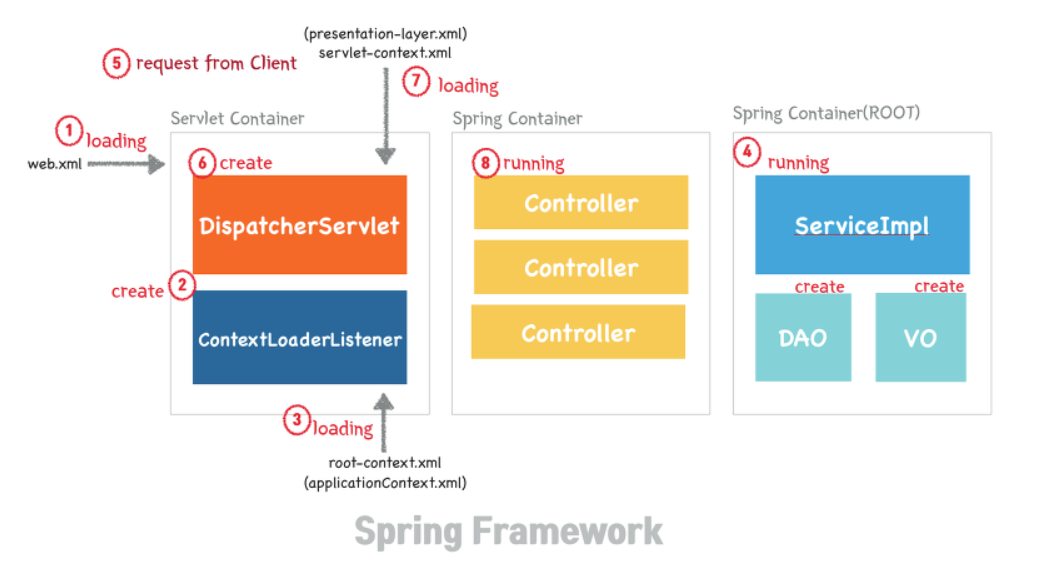 (presentation-layer.xml)
servlet-context.xml
5 request from Client
7 loading
Servlet Container
Spring Container
Spring Container(ROOT)
1 loading
web.xml
6 create
8 running
4 running
DispatcherServlet
Controller
Controller
Controller
ServiceImpl
create 2
ContextLoaderListener
create
create
DAO
VO
3 loading
root-context.xml
(applicationContext.xml)
Spring Framework